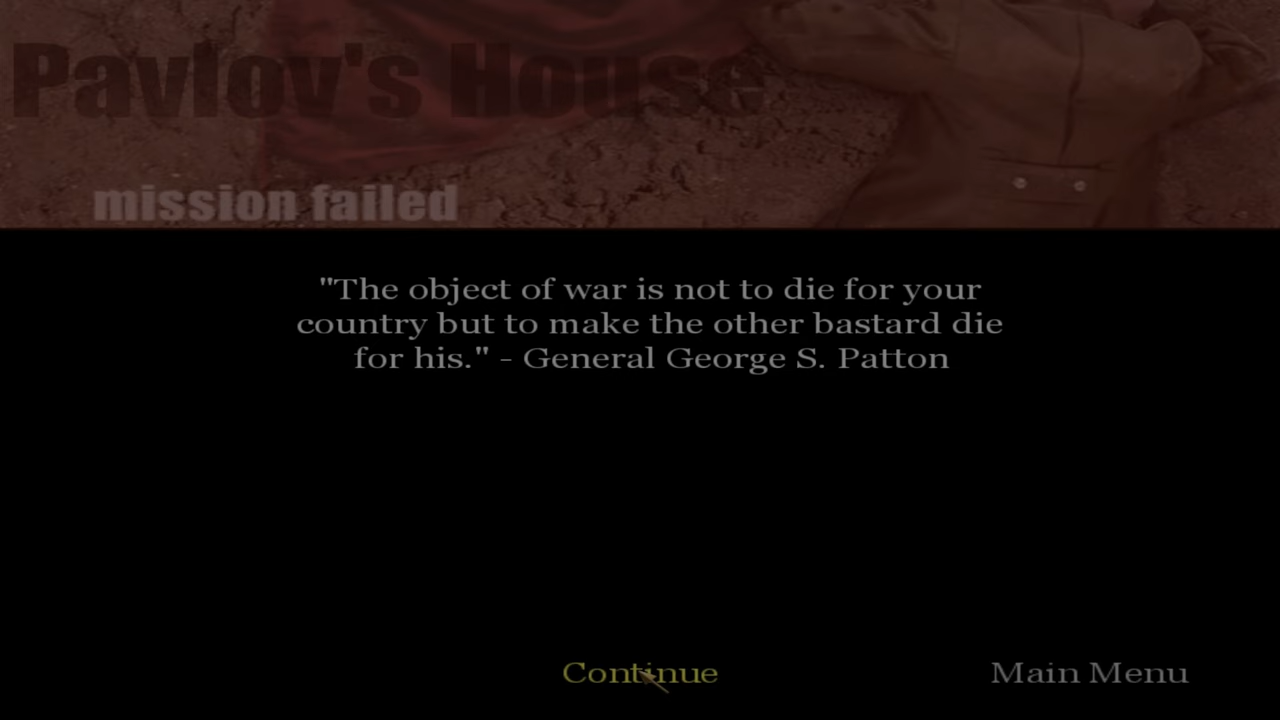 Pavlov's House
mission failed
"The object of war is not to die for your
country but to make the other bastard die
for his." - General George S. Patton
Continue
Main Menu